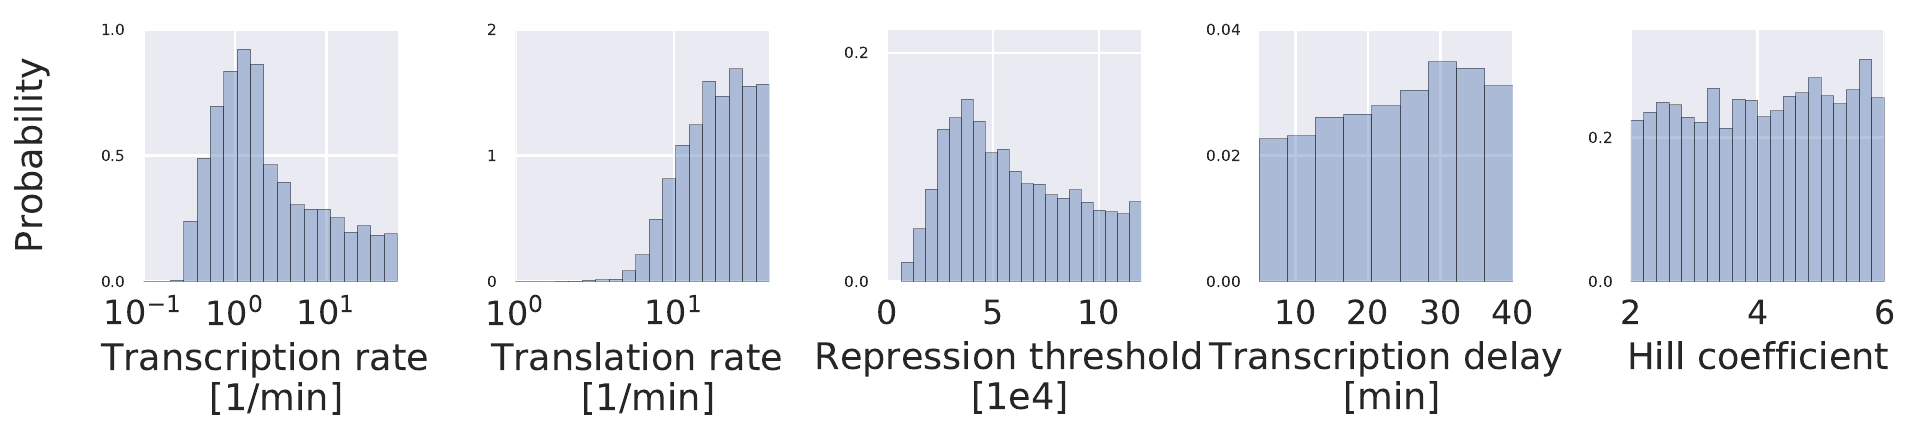 Probability
1.0
0.5
0.0
10⁻¹ 10⁰ 10¹
Transcription rate
[1/min]
2
1
0
10⁰ 10¹
Translation rate
[1/min]
0.2
0.0
0 5 10
Repression threshold
[1e4]
0.04
0.02
0.00
10 20 30 40
Transcription delay
[min]
0.2
0.0
2 4 6
Hill coefficient